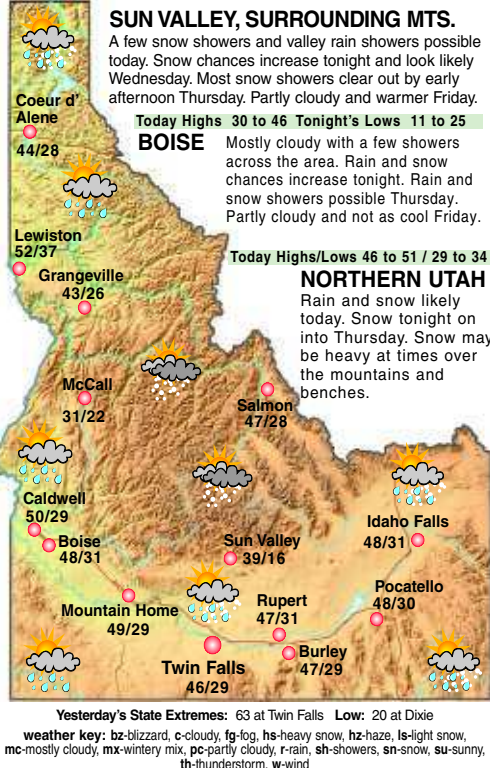 SUN VALLEY, SURROUNDING MTS.
A few snow showers and valley rain showers possible
today. Snow chances increase tonight and look likely
Wednesday. Most snow showers clear out by early
afternoon Thursday. Partly cloudy and warmer Friday.
Today Highs 30 to 46 Tonight's Lows 11 to 25
BOISE
Mostly cloudy with a few showers
across the area. Rain and snow
chances increase tonight. Rain and
snow showers possible Thursday.
Partly cloudy and not as cool Friday.
Today Highs/Lows 46 to 51 / 29 to 34
NORTHERN UTAH
Rain and snow likely
today. Snow tonight on
into Thursday. Snow may
be heavy at times over
the mountains and
benches.
Coeur d'
Alene
44/28
Lewiston
52/37
Grangeville
43/26
McCall
31/22
Salmon
47/28
Caldwell
50/29
Boise
48/31
Sun Valley
39/16
Idaho Falls
48/31
Mountain Home
49/29
Rupert
47/31
Pocatello
48/30
Twin Falls
46/29
Burley
47/29
Yesterday's State Extremes: 63 at Twin Falls Low: 20 at Dixie
weather key: bz-blizzard, c-cloudy, fg-fog, hs-heavy snow, hz-haze, ls-light snow,
mc-mostly cloudy, mx-wintery mix, pc-partly cloudy, r-rain, sh-showers, sn-snow, su-sunny,
th-thunderstorm, w-wind